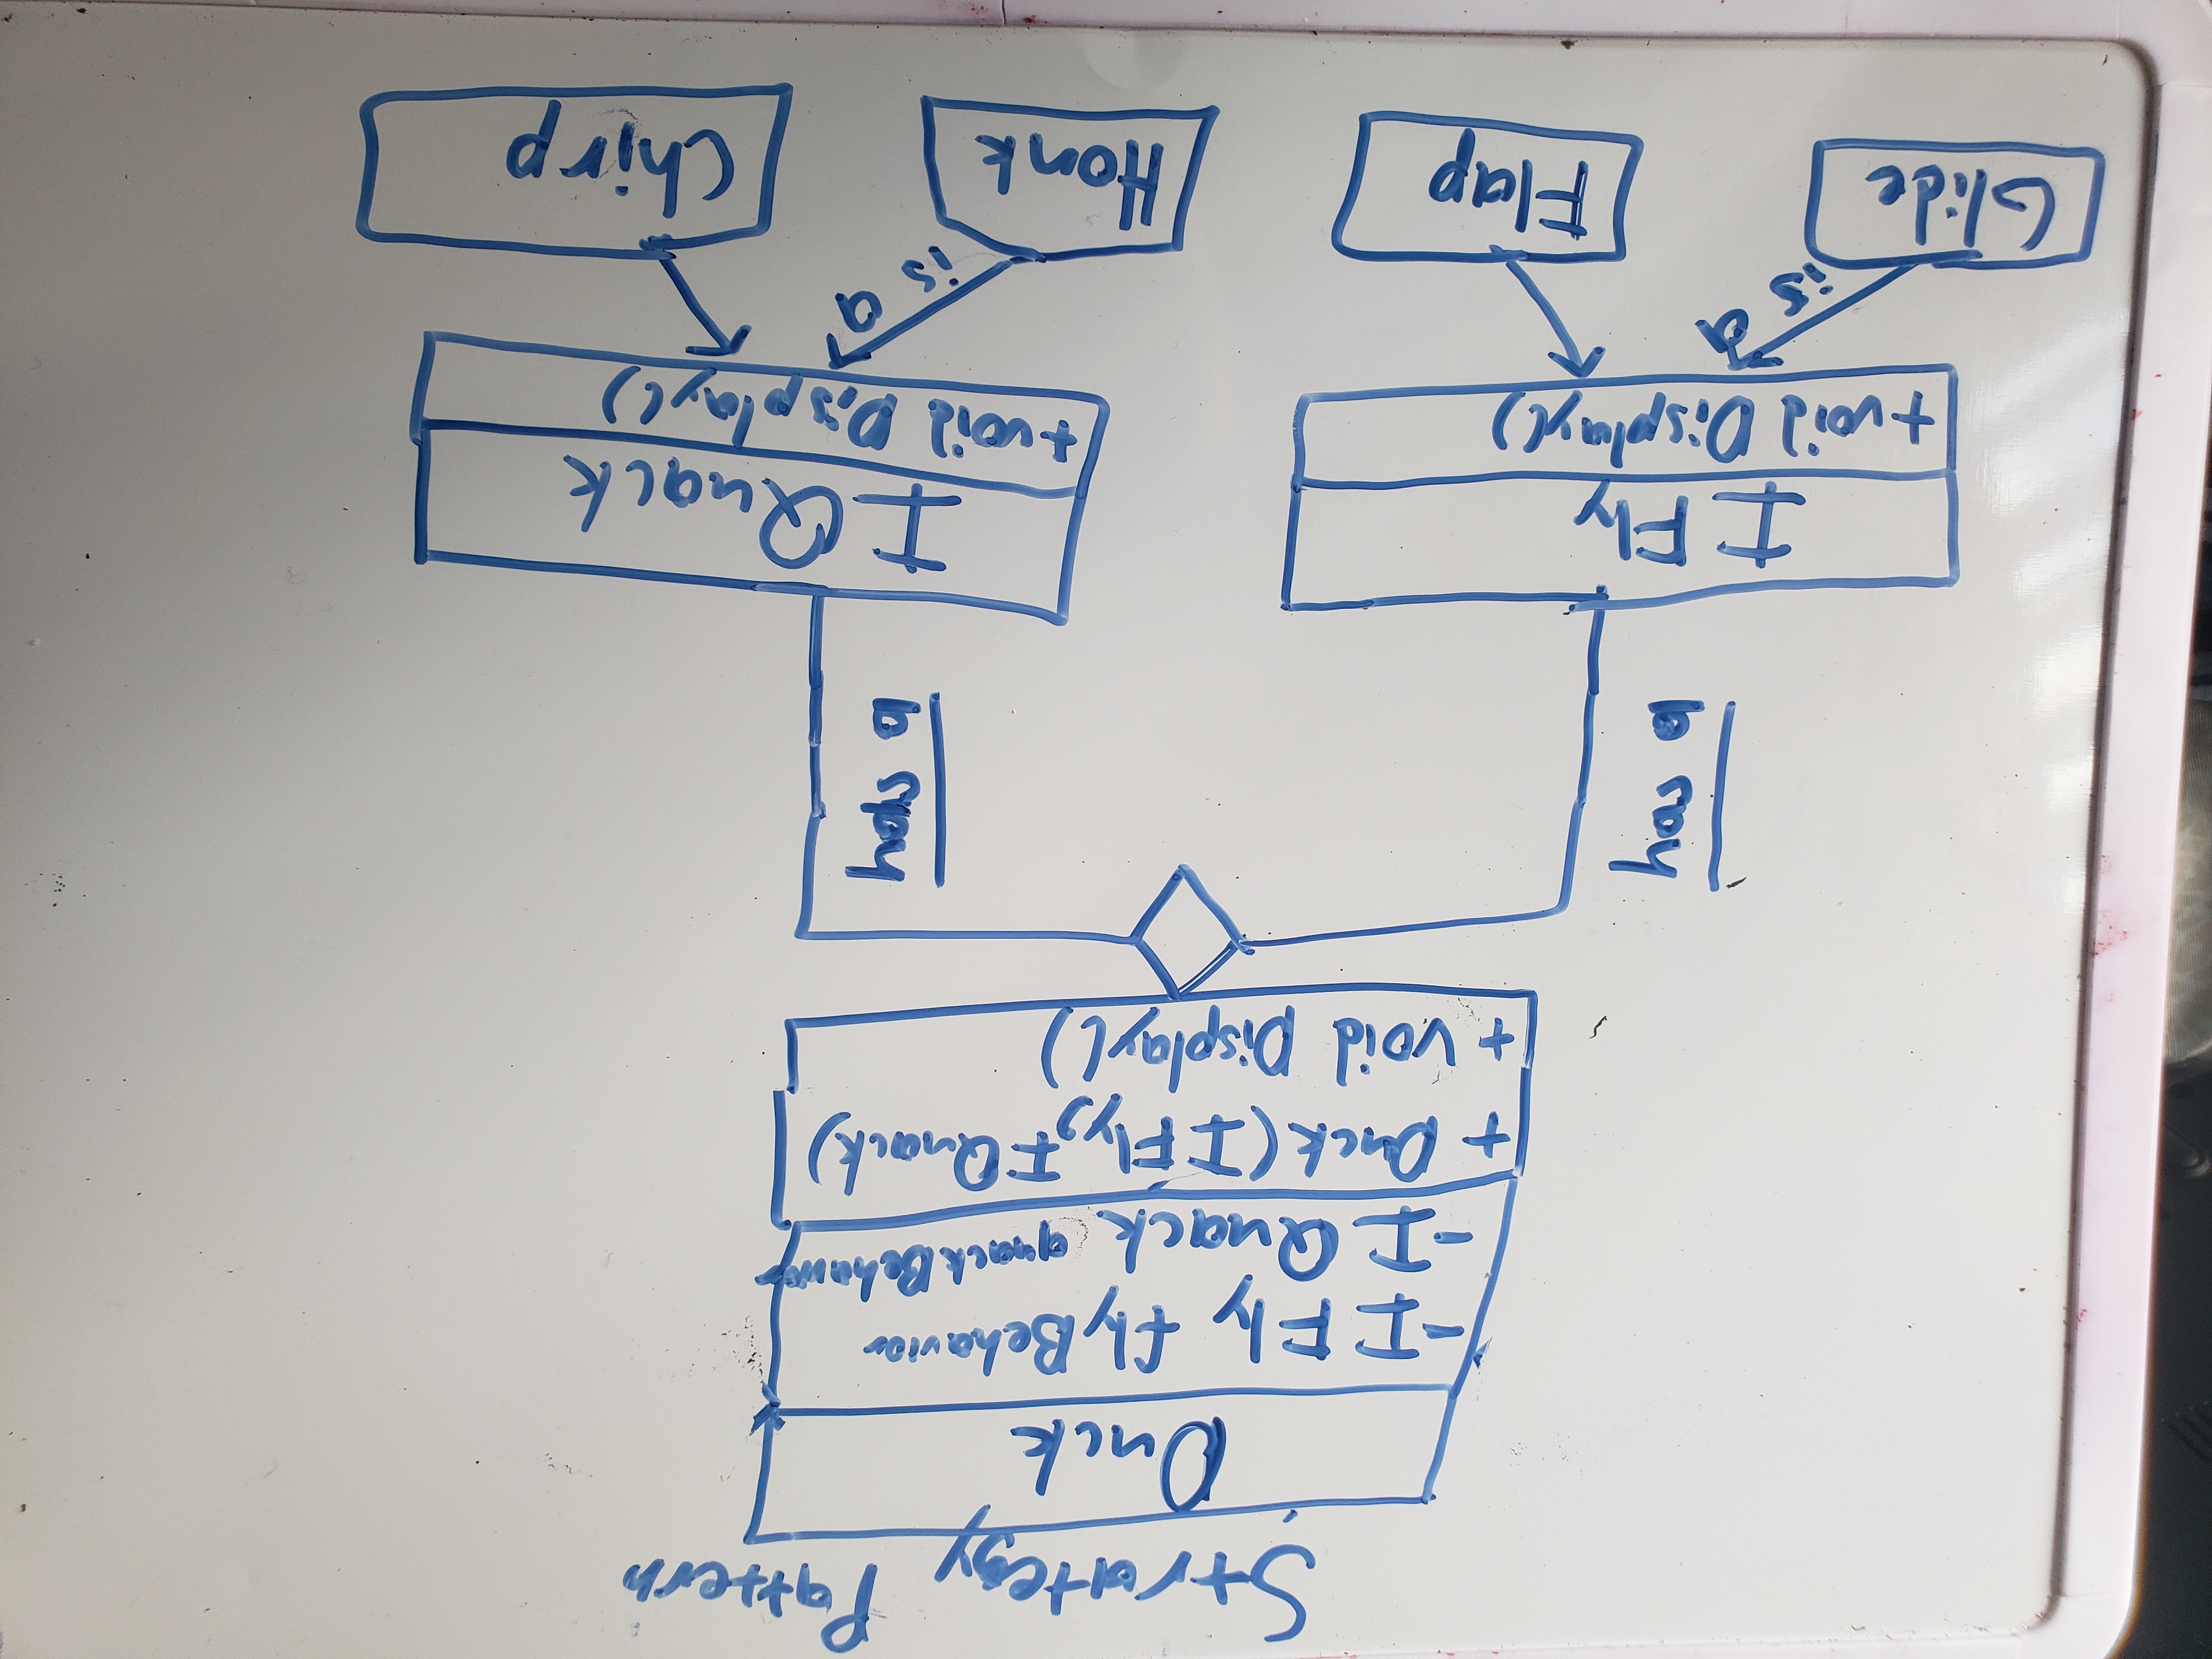 Strategy Pattern
Duck
- IFly flyBehavior
- IQuack quackBehavior
+ Duck(IFly, IQuack)
+ void Display()
has a
has a
IFly
+ void Display()
IQuack
+ void Display()
is a
is a
Glide
Flap
Honk
Chirp